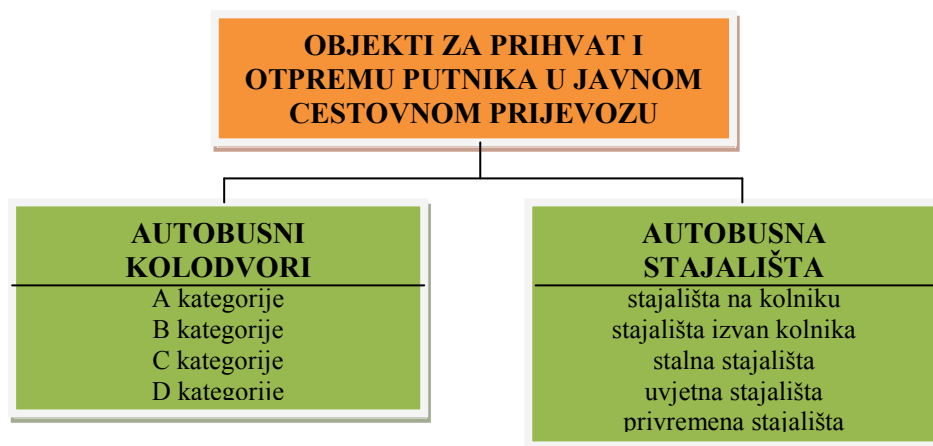 OBJEKTI ZA PRIHVAT I
OTPREMU PUTNIKA U JAVNOM
CESTOVNOM PRIJEVOZU
AUTOBUSNI
KOLODVORI
A kategorije
B kategorije
C kategorije
D kategorije
AUTOBUSNA
STAJALIŠTA
stajališta na kolniku
stajališta izvan kolnika
stalna stajališta
uvjetna stajališta
privremena stajališta